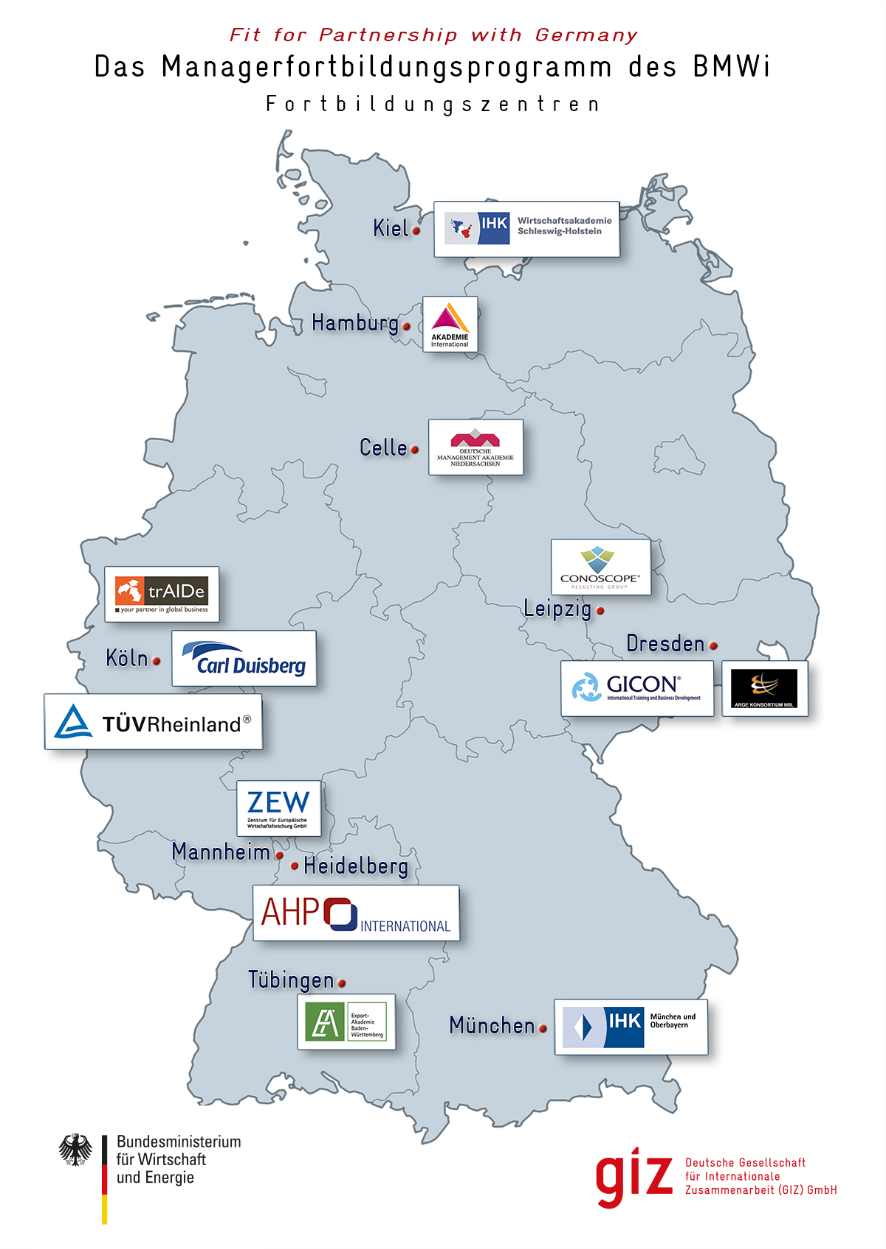 Fit for Partnership with Germany
Das Managerfortbildungsprogramm des BMWi
Fortbildungszentren
Kiel
IHK
Wirtschaftsakademie
Schleswig-Holstein
Hamburg
AKADEMIE
International
Celle
DEUTSCHE
MANAGEMENT AKADEMIE
NIEDERSACHSEN
CONOSCOPE®
RESULTING GROUP
Leipzig
trAIDe
your partner in global business
Dresden
Köln
Carl Duisberg
GICON®
International Training and Business Development
ARGE KONSORTIUM NBL
TÜVRheinland®
ZEW
Zentrum für Europäische
Wirtschaftsforschung GmbH
Mannheim
Heidelberg
AHP INTERNATIONAL
Tübingen
Export-
Akademie
Baden-
Württemberg
München
IHK
München und
Oberbayern
Bundesministerium
für Wirtschaft
und Energie
giz
Deutsche Gesellschaft
für Internationale
Zusammenarbeit (GIZ) GmbH